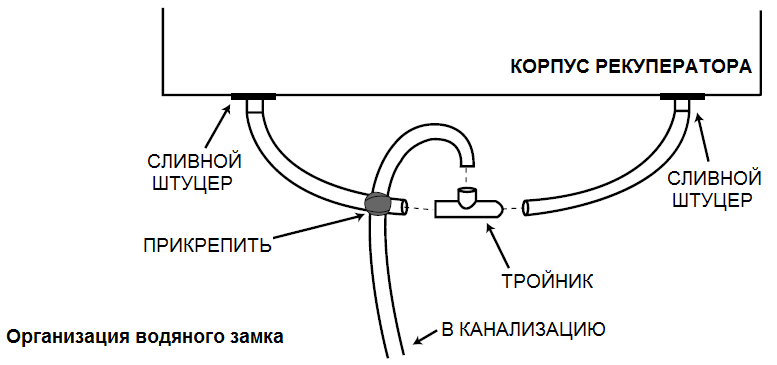 КОРПУС РЕКУПЕРАТОРА
СЛИВНОЙ
ШТУЦЕР
СЛИВНОЙ
ШТУЦЕР
ПРИКРЕПИТЬ
ТРОЙНИК
В КАНАЛИЗАЦИЮ
Организация водяного замка